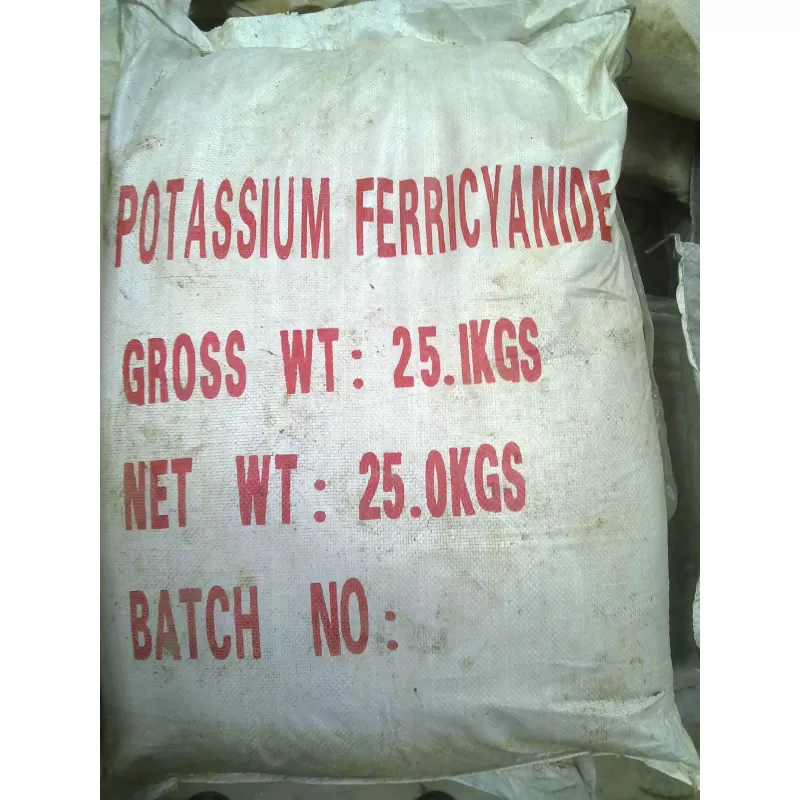 POTASSIUM FERRICYANIDE
GROSS WT: 25.1KGS
NET WT: 25.0KGS
BATCH NO: